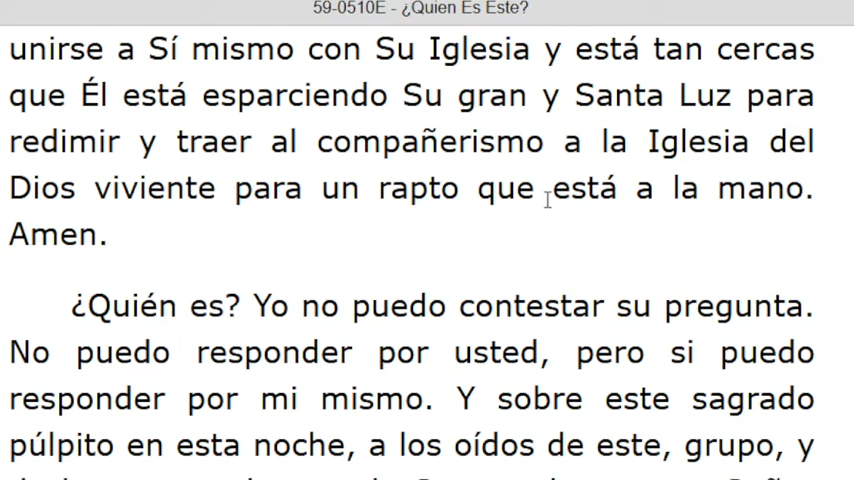 59-0510E - ¿Quien Es Este?
unirse a Sí mismo con Su Iglesia y está tan cercas
que Él está esparciendo Su gran y Santa Luz para
redimir y traer al compañerismo a la Iglesia del
Dios viviente para un rapto que está a la mano.
Amen.
¿Quién es? Yo no puedo contestar su pregunta.
No puedo responder por usted, pero si puedo
responder por mi mismo. Y sobre este sagrado
púlpito en esta noche, a los oídos de este, grupo, y